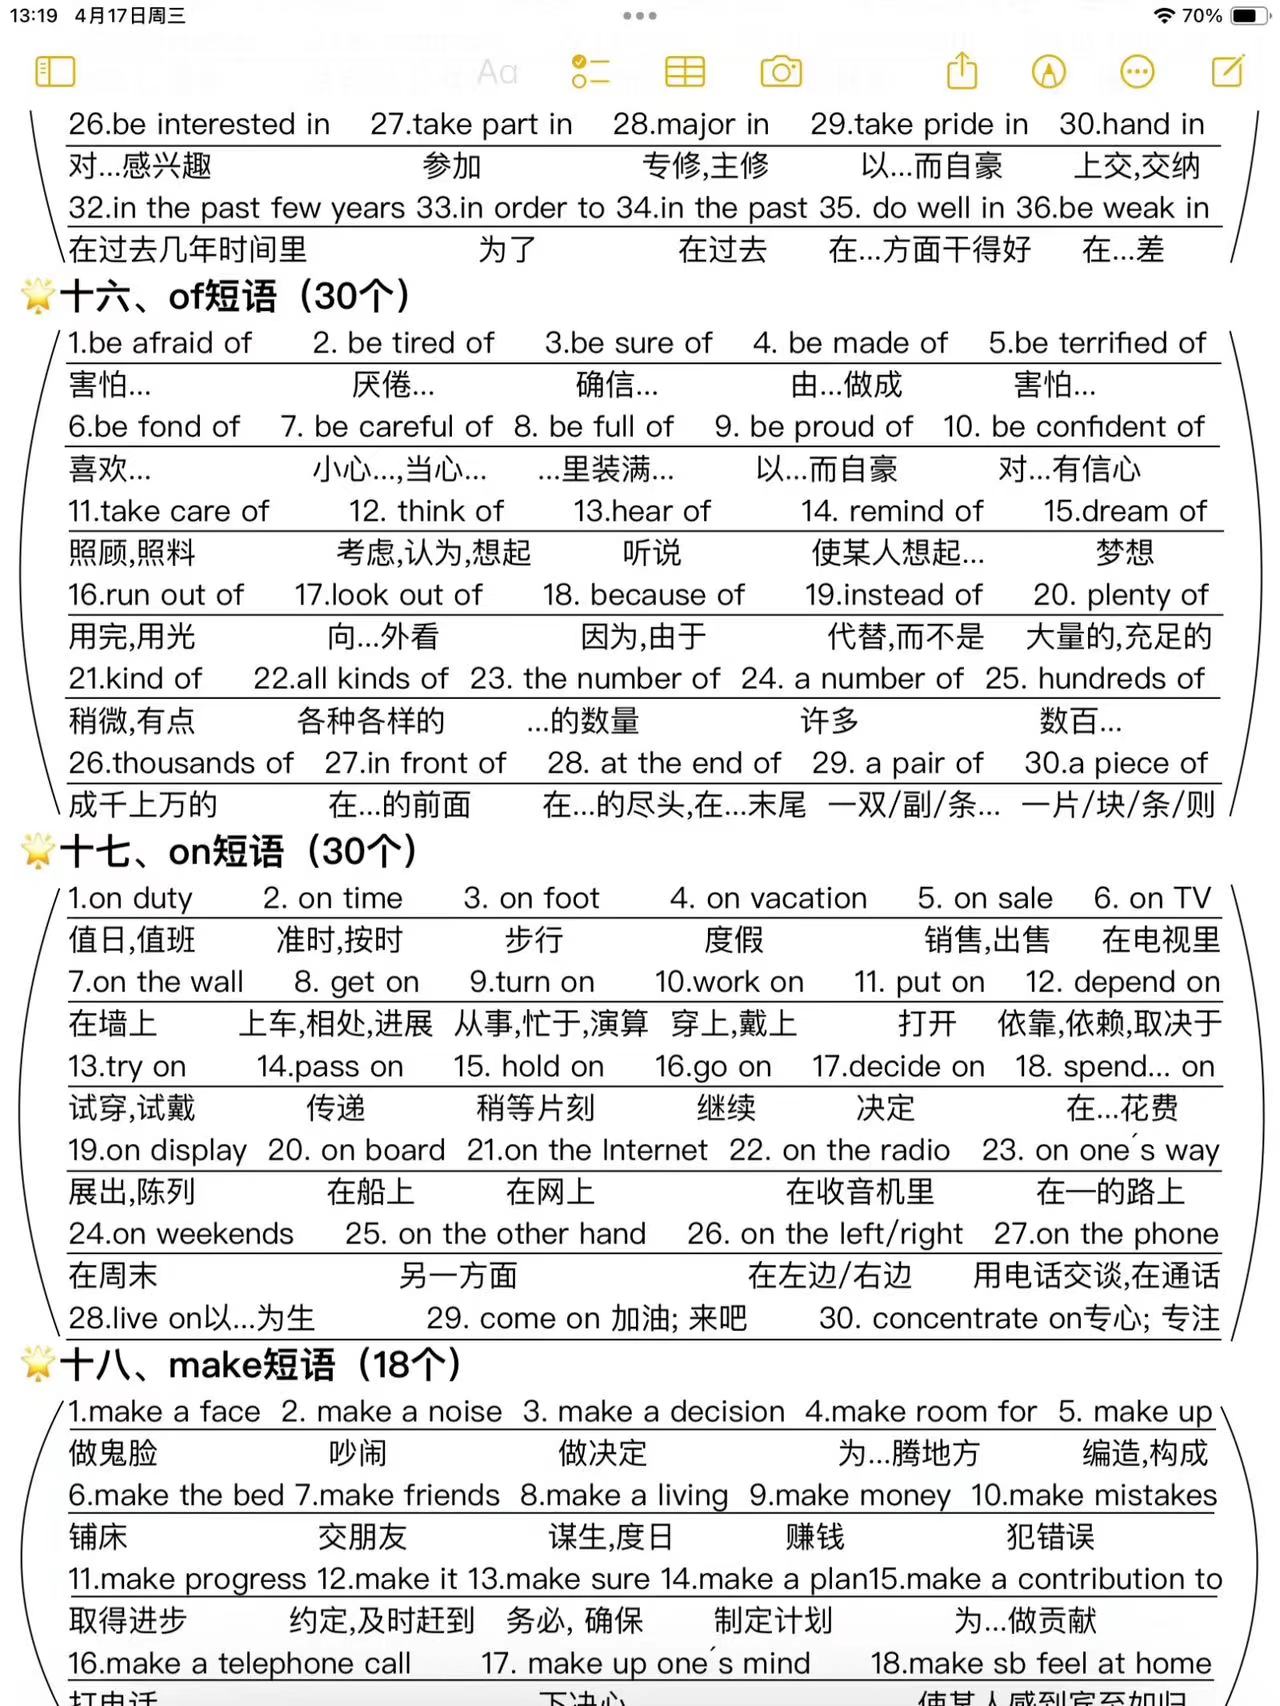 13:19 4月17日周三 70%
Aa
26.be interested in 27.take part in 28.major in 29.take pride in 30.hand in
对...感兴趣 参加 专修,主修 以...而自豪 上交,交纳
32.in the past few years 33.in order to 34.in the past 35. do well in 36.be weak in
在过去几年时间里 为了 在过去 在...方面干得好 在...差
🌟十六、of短语（30个）
1.be afraid of 2. be tired of 3.be sure of 4. be made of 5.be terrified of
害怕... 厌倦... 确信... 由...做成 害怕...
6.be fond of 7. be careful of 8. be full of 9. be proud of 10. be confident of
喜欢... 小心...,当心... ...里装满... 以...而自豪 对...有信心
11.take care of 12. think of 13.hear of 14. remind of 15.dream of
照顾,照料 考虑,认为,想起 听说 使某人想起... 梦想
16.run out of 17.look out of 18. because of 19.instead of 20. plenty of
用完,用光 向...外看 因为,由于 代替,而不是 大量的,充足的
21.kind of 22.all kinds of 23. the number of 24. a number of 25. hundreds of
稍微,有点 各种各样的 ...的数量 许多 数百...
26.thousands of 27.in front of 28. at the end of 29. a pair of 30.a piece of
成千上万的 在...的前面 在...的尽头,在...末尾 一双/副/条... 一片/块/条/则
🌟十七、on短语（30个）
1.on duty 2. on time 3. on foot 4. on vacation 5. on sale 6. on TV
值日,值班 准时,按时 步行 度假 销售,出售 在电视里
7.on the wall 8. get on 9.turn on 10.work on 11. put on 12. depend on
在墙上 上车,相处,进展 从事,忙于,演算 穿上,戴上 打开 依靠,依赖,取决于
13.try on 14.pass on 15. hold on 16.go on 17.decide on 18. spend... on
试穿,试戴 传递 稍等片刻 继续 决定 在...花费
19.on display 20. on board 21.on the Internet 22. on the radio 23. on one´s way
展出,陈列 在船上 在网上 在收音机里 在一的路上
24.on weekends 25. on the other hand 26. on the left/right 27.on the phone
在周末 另一方面 在左边/右边 用电话交谈,在通话
28.live on以...为生 29. come on 加油; 来吧 30. concentrate on专心; 专注
🌟十八、make短语（18个）
1.make a face 2. make a noise 3. make a decision 4.make room for 5. make up
做鬼脸 吵闹 做决定 为...腾地方 编造,构成
6.make the bed 7.make friends 8.make a living 9.make money 10.make mistakes
铺床 交朋友 谋生,度日 赚钱 犯错误
11.make progress 12.make it 13.make sure 14.make a plan15.make a contribution to
取得进步 约定,及时赶到 务必, 确保 制定计划 为...做贡献
16.make a telephone call 17. make up one´s mind 18.make sb feel at home
打电话 下决心 使某人感到宾至如归